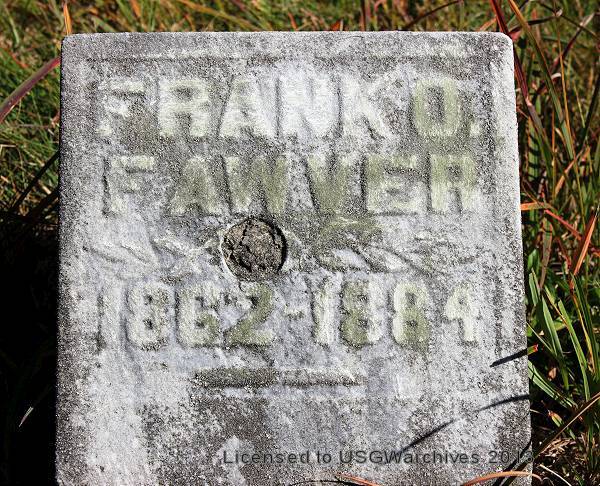 FRANK O.
FAWVER
1862-1884
Licensed to USGWarchives 2013